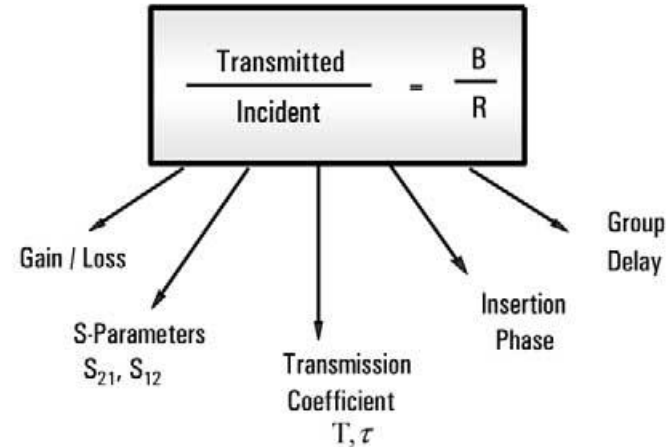 Transmitted
Incident
=
B
R
Gain / Loss
S-Parameters
S21, S12
Transmission
Coefficient
T, τ
Insertion
Phase
Group
Delay